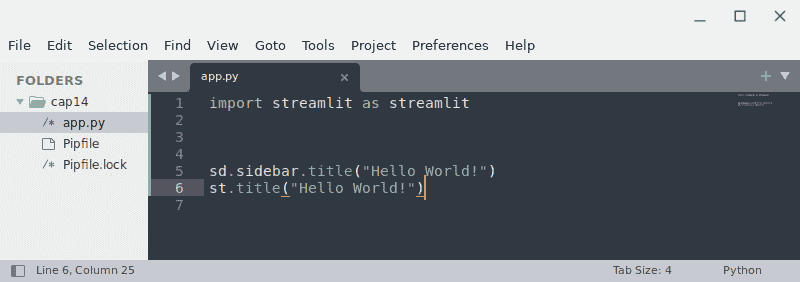 File Edit Selection Find View Goto Tools Project Preferences Help
FOLDERS
cap14
/* app.py
Pipfile
/* Pipfile.lock
app.py
1 import streamlit as streamlit
2
3
4
5 sd.sidebar.title("Hello World!")
6 st.title("Hello World!")
7
Line 6, Column 25 Tab Size: 4 Python